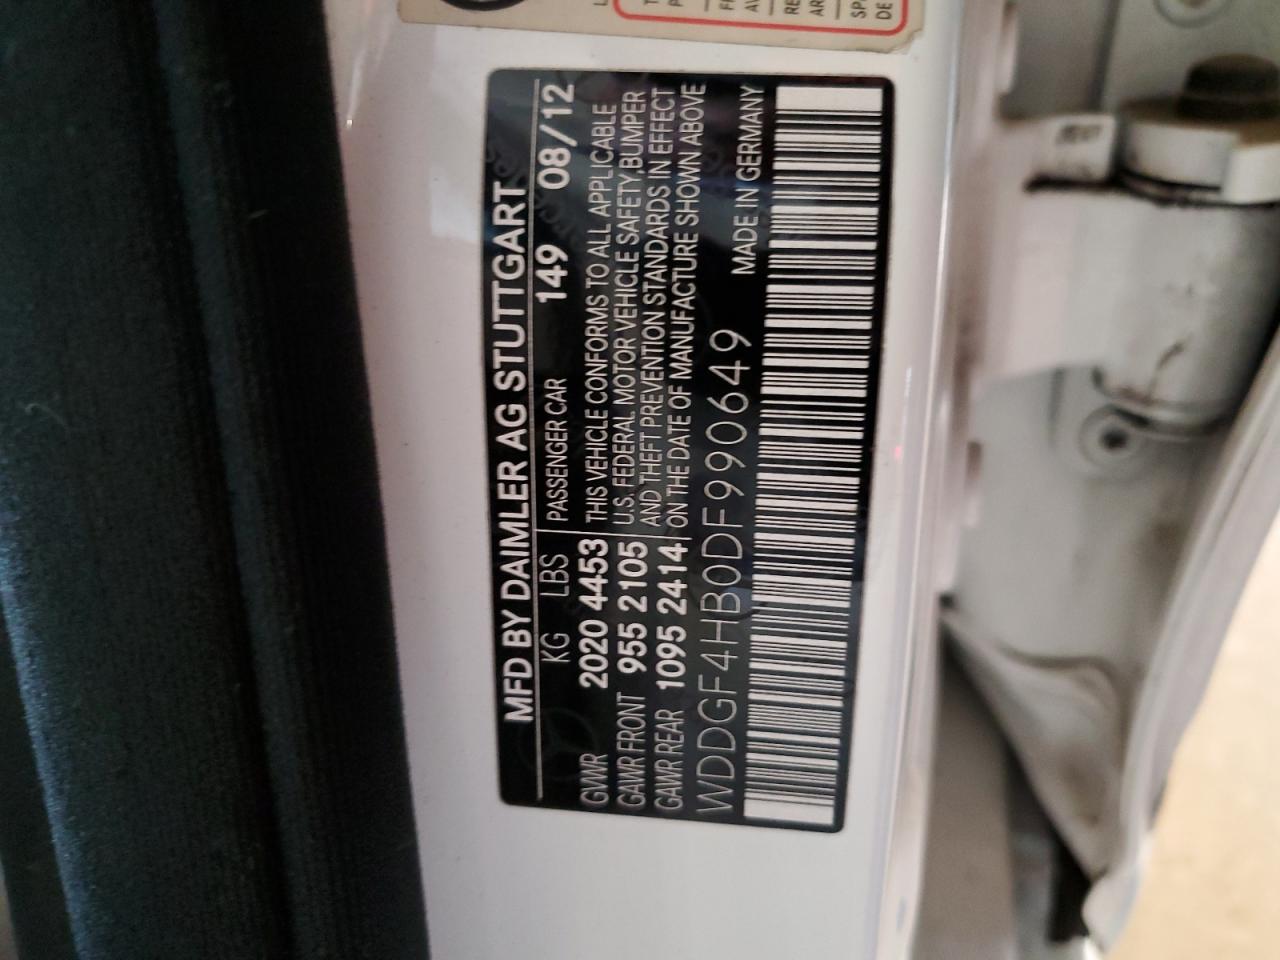 MFD BY DAIMLER AG STUTTGART
KG LBS PASSENGER CAR 149 08/12
GVWR 2020 4453 THIS VEHICLE CONFORMS TO ALL APPLICABLE
GAWR FRONT 955 2105 U.S. FEDERAL MOTOR VEHICLE SAFETY,BUMPER
GAWR REAR 1095 2414 AND THEFT PREVENTION STANDARDS IN EFFECT
ON THE DATE OF MANUFACTURE SHOWN ABOVE
WDDGF4HB0DF990649 MADE IN GERMANY